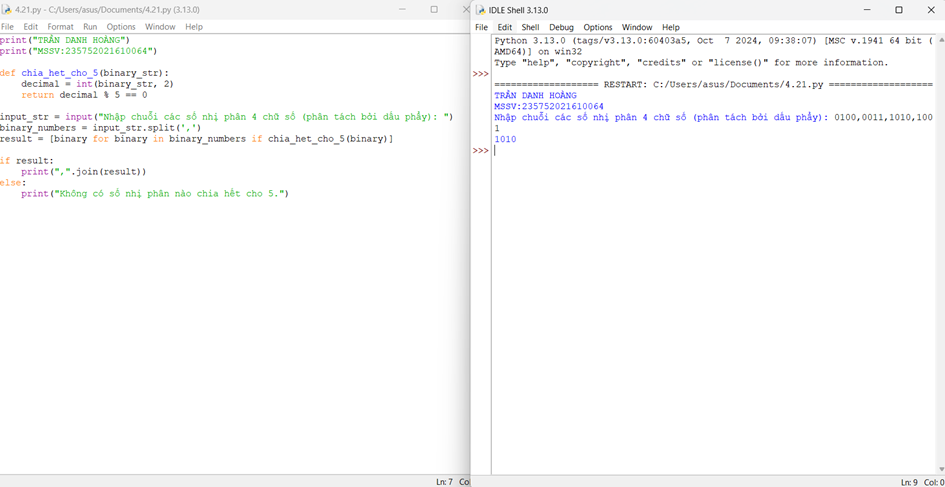 4.21.py - C:/Users/asus/Documents/4.21.py (3.13.0)
File Edit Format Run Options Window Help
print("TRẦN DANH HOÀNG")
print("MSSV:235752021610064")
def chia_het_cho_5(binary_str):
    decimal = int(binary_str, 2)
    return decimal % 5 == 0
input_str = input("Nhập chuỗi các số nhị phân 4 chữ số (phân tách bởi dấu phẩy): ")
binary_numbers = input_str.split(',')
result = [binary for binary in binary_numbers if chia_het_cho_5(binary)]
if result:
    print(",".join(result))
else:
    print("Không có số nhị phân nào chia hết cho 5.")
Ln: 7 Co
IDLE Shell 3.13.0
File Edit Shell Debug Options Window Help
Python 3.13.0 (tags/v3.13.0:60403a5, Oct  7 2024, 09:38:07) [MSC v.1941 64 bit (
AMD64)] on win32
Type "help", "copyright", "credits" or "license()" for more information.
>>>
=================== RESTART: C:/Users/asus/Documents/4.21.py ===================
TRẦN DANH HOÀNG
MSSV:235752021610064
Nhập chuỗi các số nhị phân 4 chữ số (phân tách bởi dấu phẩy): 0100,0011,1010,100
1
1010
>>>
Ln: 9 Col: 0